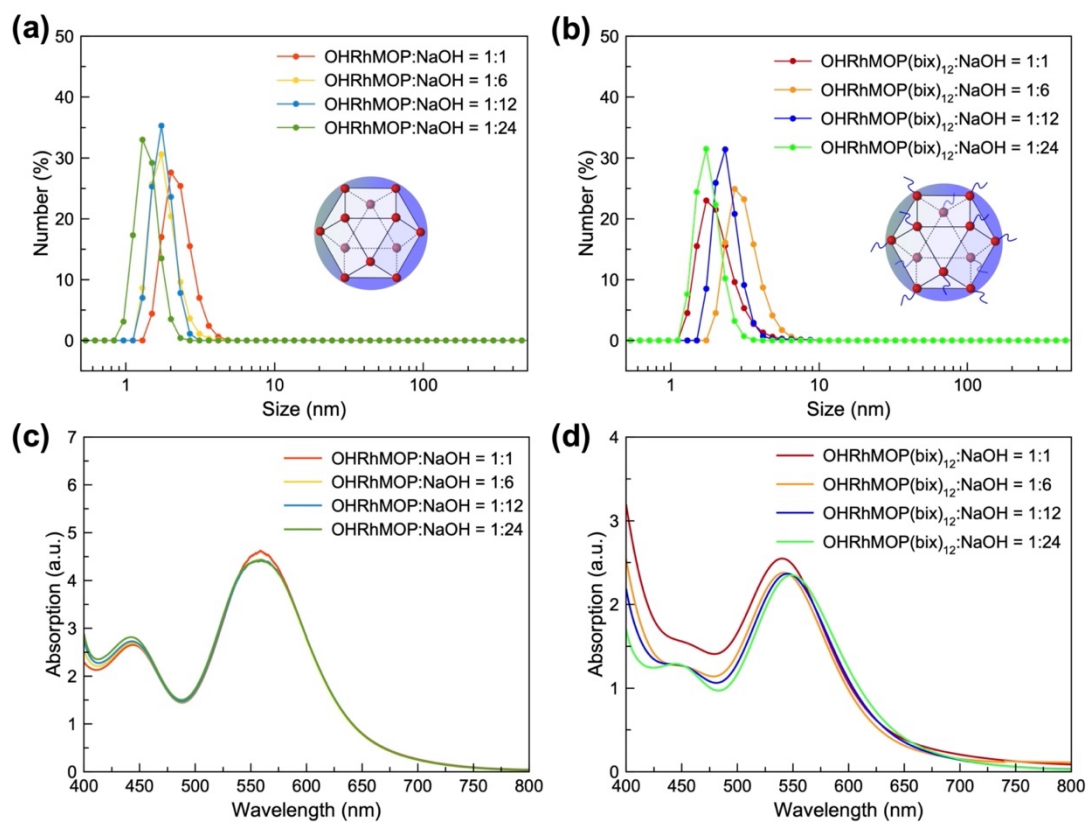 (a)
50
40
30
20
10
0
Number (%)
OHRhMOP:NaOH = 1:1
OHRhMOP:NaOH = 1:6
OHRhMOP:NaOH = 1:12
OHRhMOP:NaOH = 1:24
1 10 100
Size (nm)
(b)
50
40
30
20
10
0
Number (%)
OHRhMOP(bix)₁₂:NaOH = 1:1
OHRhMOP(bix)₁₂:NaOH = 1:6
OHRhMOP(bix)₁₂:NaOH = 1:12
OHRhMOP(bix)₁₂:NaOH = 1:24
1 10 100
Size (nm)
(c)
7
6
5
4
3
2
1
0
Absorption (a.u.)
OHRhMOP:NaOH = 1:1
OHRhMOP:NaOH = 1:6
OHRhMOP:NaOH = 1:12
OHRhMOP:NaOH = 1:24
400 450 500 550 600 650 700 750 800
Wavelength (nm)
(d)
4
3
2
1
0
Absorption (a.u.)
OHRhMOP(bix)₁₂:NaOH = 1:1
OHRhMOP(bix)₁₂:NaOH = 1:6
OHRhMOP(bix)₁₂:NaOH = 1:12
OHRhMOP(bix)₁₂:NaOH = 1:24
400 450 500 550 600 650 700 750 800
Wavelength (nm)